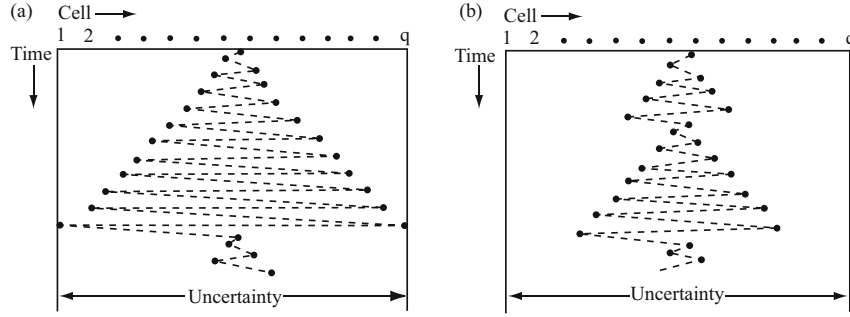 (a)
Cell
1 2 q
Time
Uncertainty
(b)
Cell
1 2 q
Time
Uncertainty